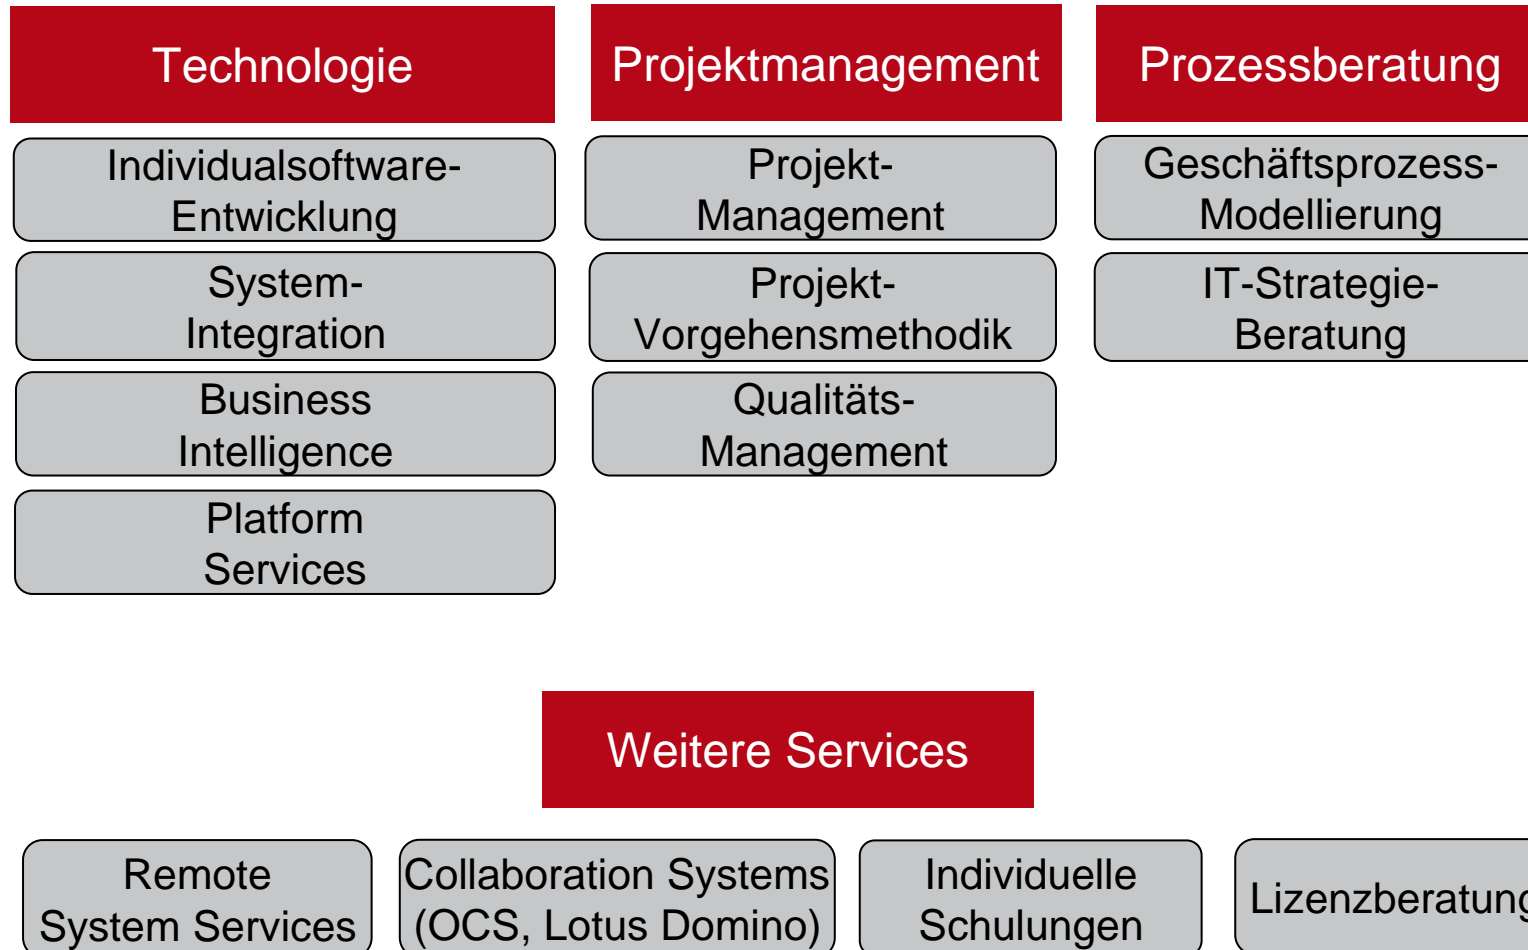 Technologie
Individualsoftware-
Entwicklung
System-
Integration
Business
Intelligence
Platform
Services
Projektmanagement
Projekt-
Management
Projekt-
Vorgehensmethodik
Qualitäts-
Management
Prozessberatung
Geschäftsprozess-
Modellierung
IT-Strategie-
Beratung
Weitere Services
Remote
System Services
Collaboration Systems
(OCS, Lotus Domino)
Individuelle
Schulungen
Lizenzberatung